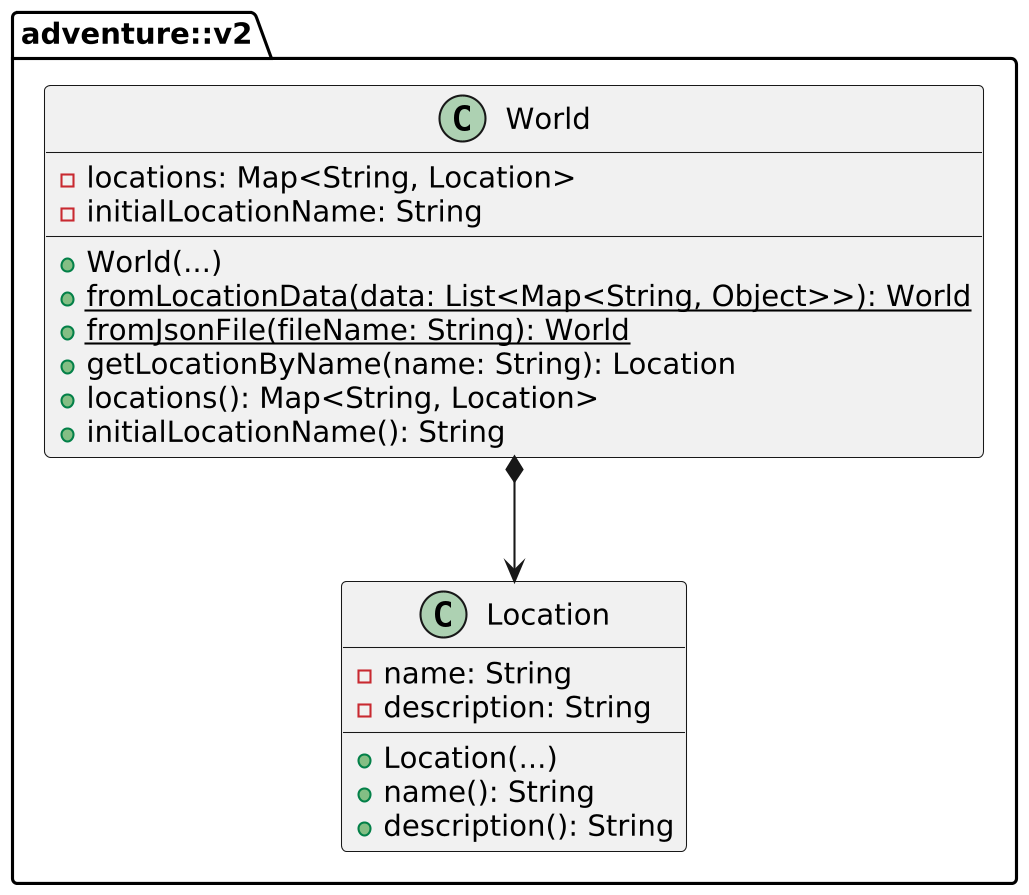 adventure::v2
C World
locations: Map<String, Location>
initialLocationName: String
World(...)
fromLocationData(data: List<Map<String, Object>>): World
fromJsonFile(fileName: String): World
getLocationByName(name: String): Location
locations(): Map<String, Location>
initialLocationName(): String
C Location
name: String
description: String
Location(...)
name(): String
description(): String